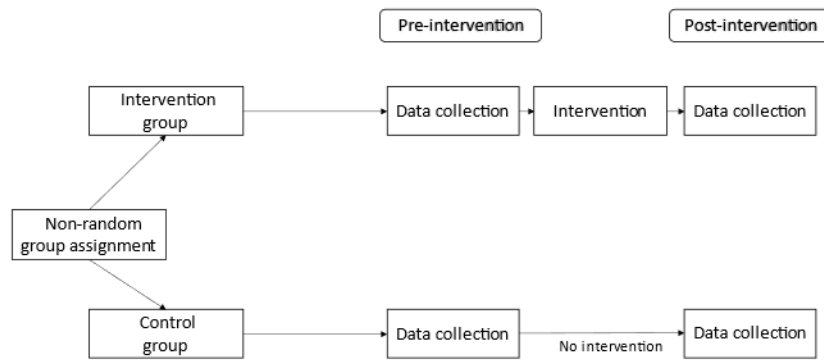 Pre-intervention
Post-intervention
Intervention
group
Data collection
Intervention
Data collection
Non-random
group assignment
Control
group
Data collection
No intervention
Data collection